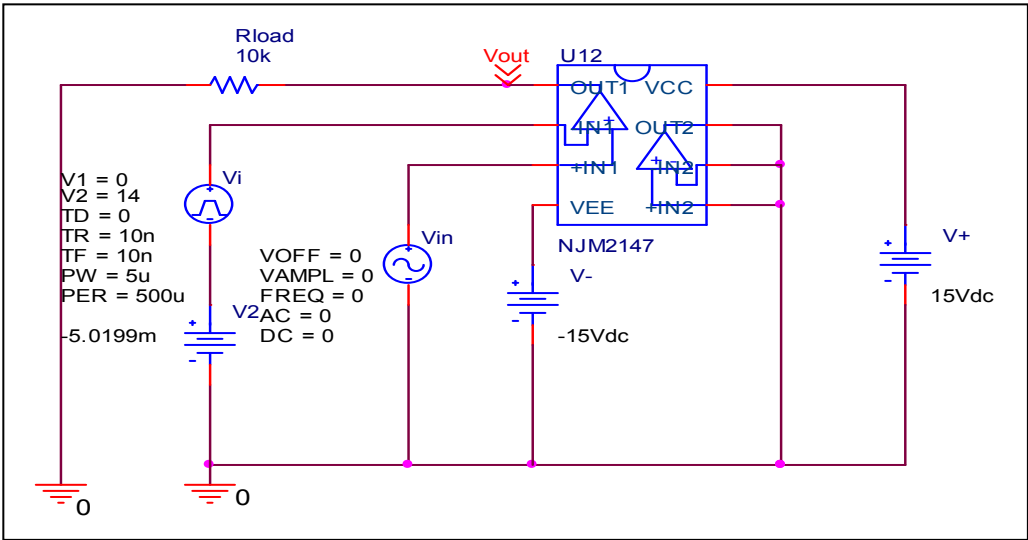 Rload
10k
Vout
U12
OUT1 VCC
-IN1 OUT2
+IN1 -IN2
VEE +IN2
NJM2147
V1 = 0
V2 = 14
TD = 0
TR = 10n
TF = 10n
PW = 5u
PER = 500u
Vi
V2
-5.0199m
Vin
VOFF = 0
VAMPL = 0
FREQ = 0
AC = 0
DC = 0
V-
-15Vdc
V+
15Vdc
0
0